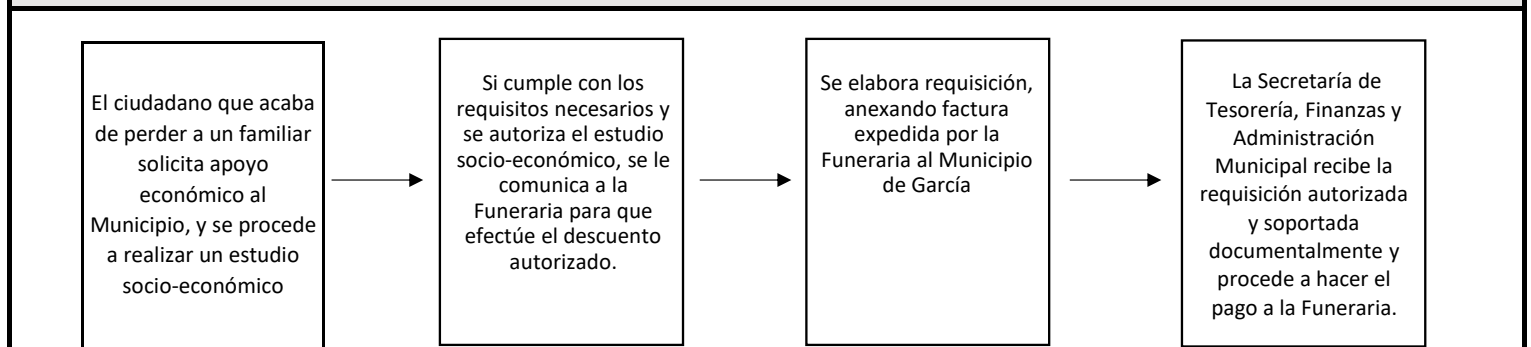 El ciudadano que acaba
de perder a un familiar
solicita apoyo
económico al
Municipio, y se procede
a realizar un estudio
socio-económico
Si cumple con los
requisitos necesarios y
se autoriza el estudio
socio-económico, se le
comunica a la
Funeraria para que
efectúe el descuento
autorizado.
Se elabora requisición,
anexando factura
expedida por la
Funeraria al Municipio
de García
La Secretaría de
Tesorería, Finanzas y
Administración
Municipal recibe la
requisición autorizada
y soportada
documentalmente y
procede a hacer el
pago a la Funeraria.